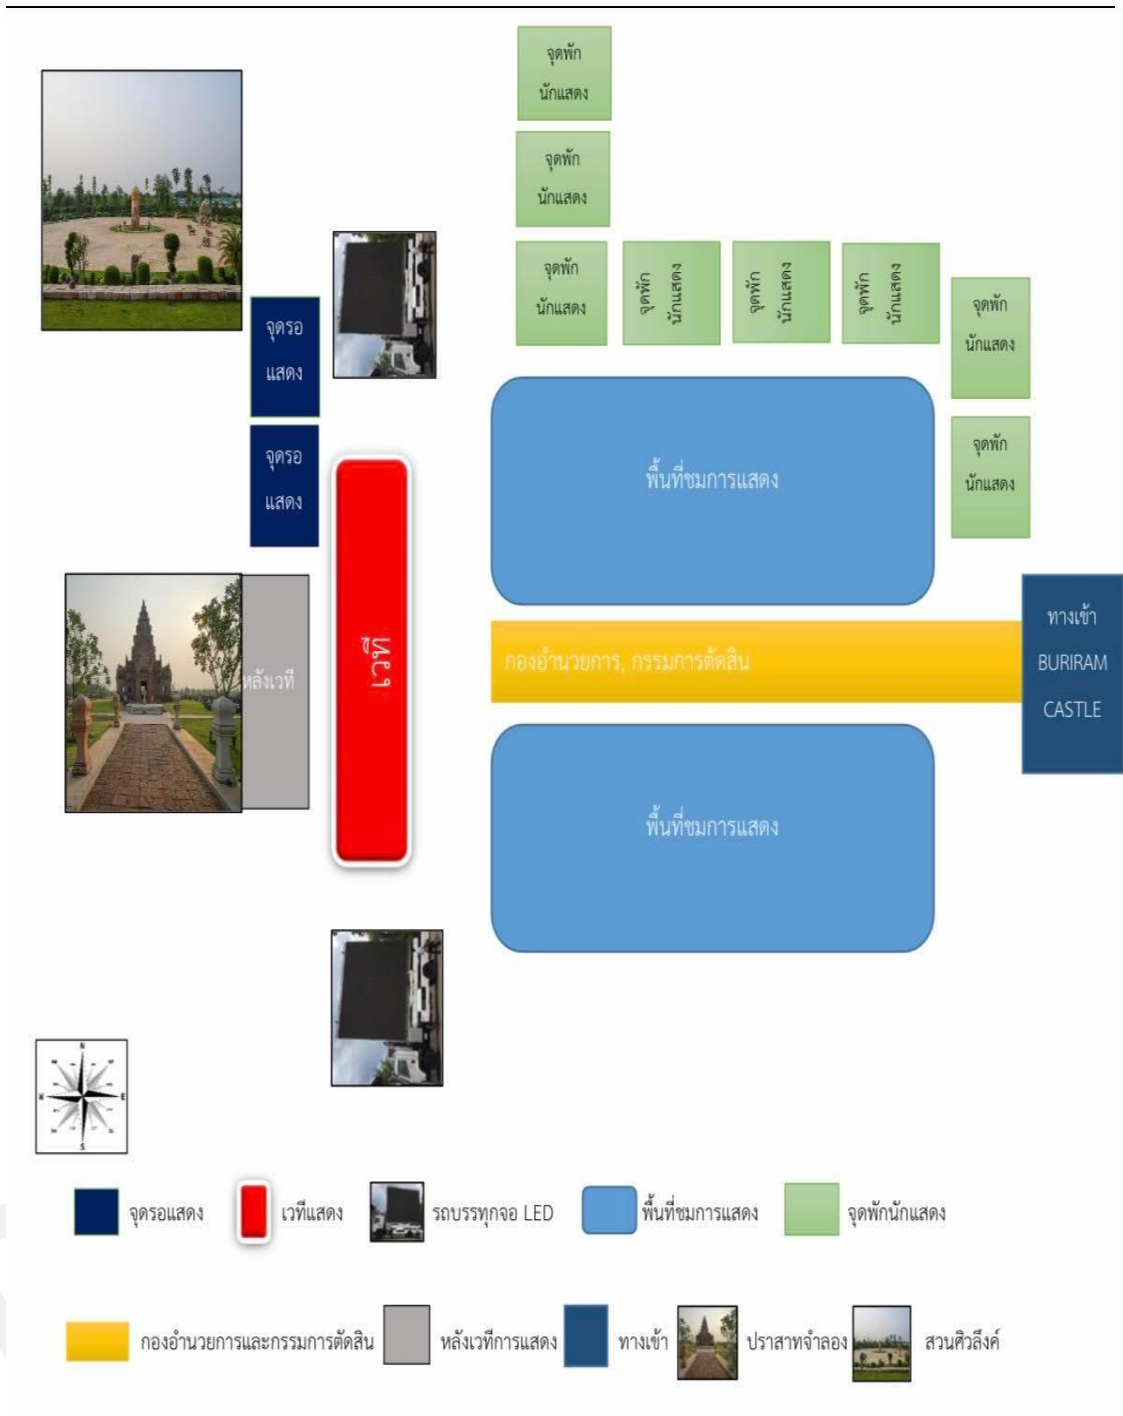 จุดพัก
นักแสดง
จุดพัก
นักแสดง
จุดพัก
นักแสดง
จุดพัก
นักแสดง
จุดพัก
นักแสดง
จุดพัก
นักแสดง
จุดพัก
นักแสดง
จุดพัก
นักแสดง
จุดรอ
แสดง
จุดรอ
แสดง
พื้นที่ชมการแสดง
เวที
หลังเวที
กองอำนวยการ, กรรมการตัดสิน
ทางเข้า
BURIRAM
CASTLE
พื้นที่ชมการแสดง
N
E
S
จุดรอแสดง
เวทีแสดง
รถบรรทุกจอ LED
พื้นที่ชมการแสดง
จุดพักนักแสดง
กองอำนวยการและกรรมการตัดสิน
หลังเวทีการแสดง
ทางเข้า
ปราสาทจำลอง
สวนศิวลึงค์